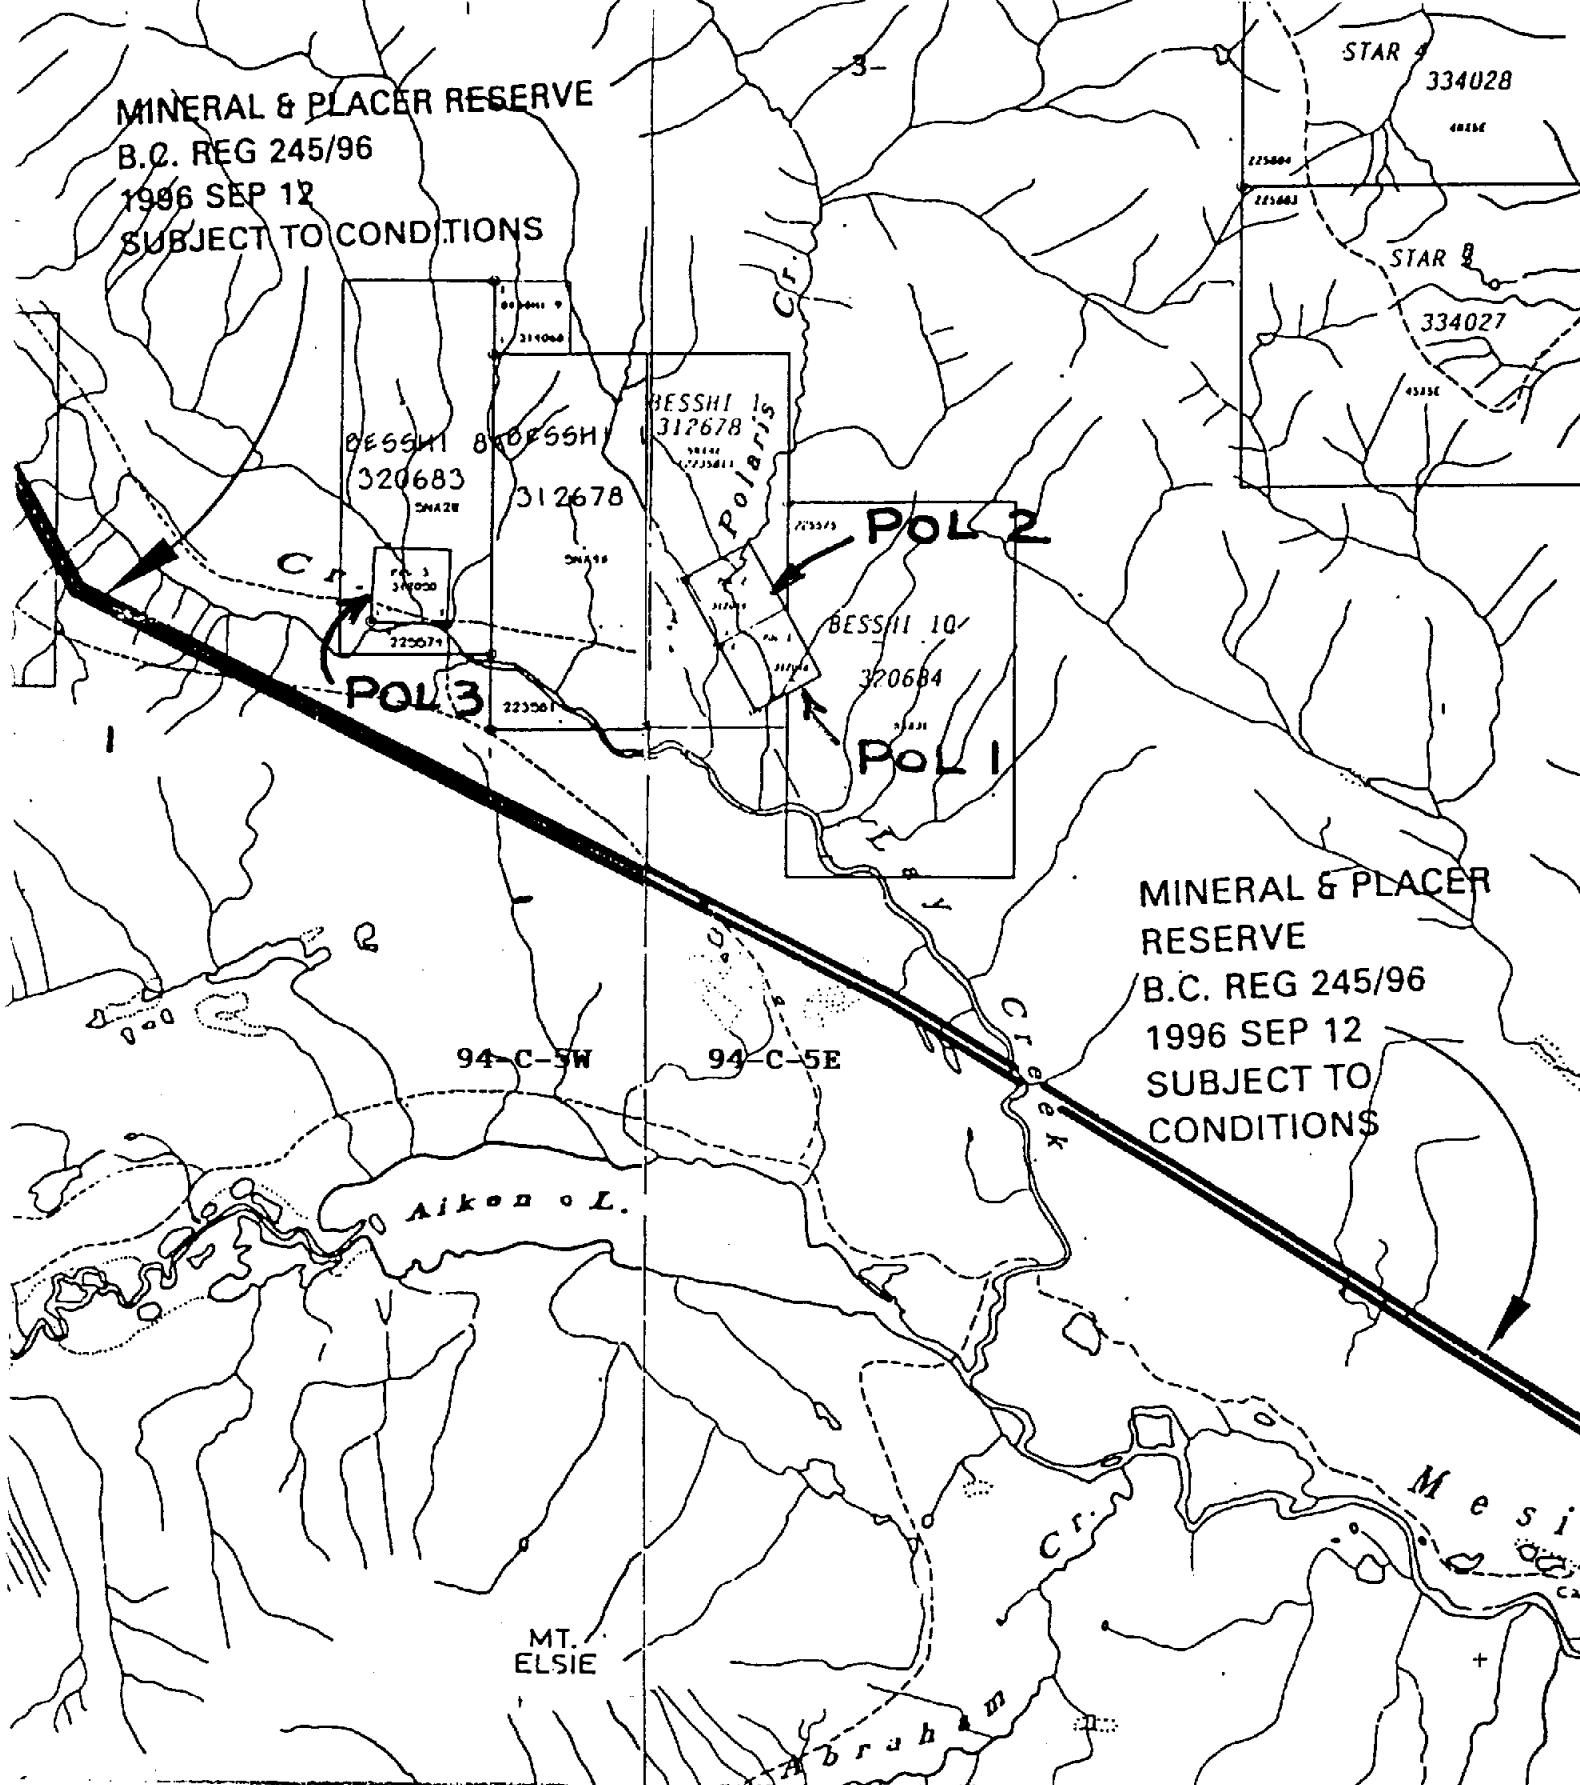 -3-
STAR 4
334028
MINERAL & PLACER RESERVE
B.C. REG 245/96
1996 SEP 12
SUBJECT TO CONDITIONS
225604
225603
STAR 8
334027
Cr.
BESSHI 1
312678
BESSHI 8
320683
BESSHI
312678
Polaris
POL 2
Cr.
BESSHI 10
320684
POL 3
POL 1
1
Creek
MINERAL & PLACER
RESERVE
B.C. REG 245/96
1996 SEP 12
SUBJECT TO
CONDITIONS
94-C-5W
94-C-5E
Aiken L.
Mesi
Cr.
MT.
ELSIE
Abraham